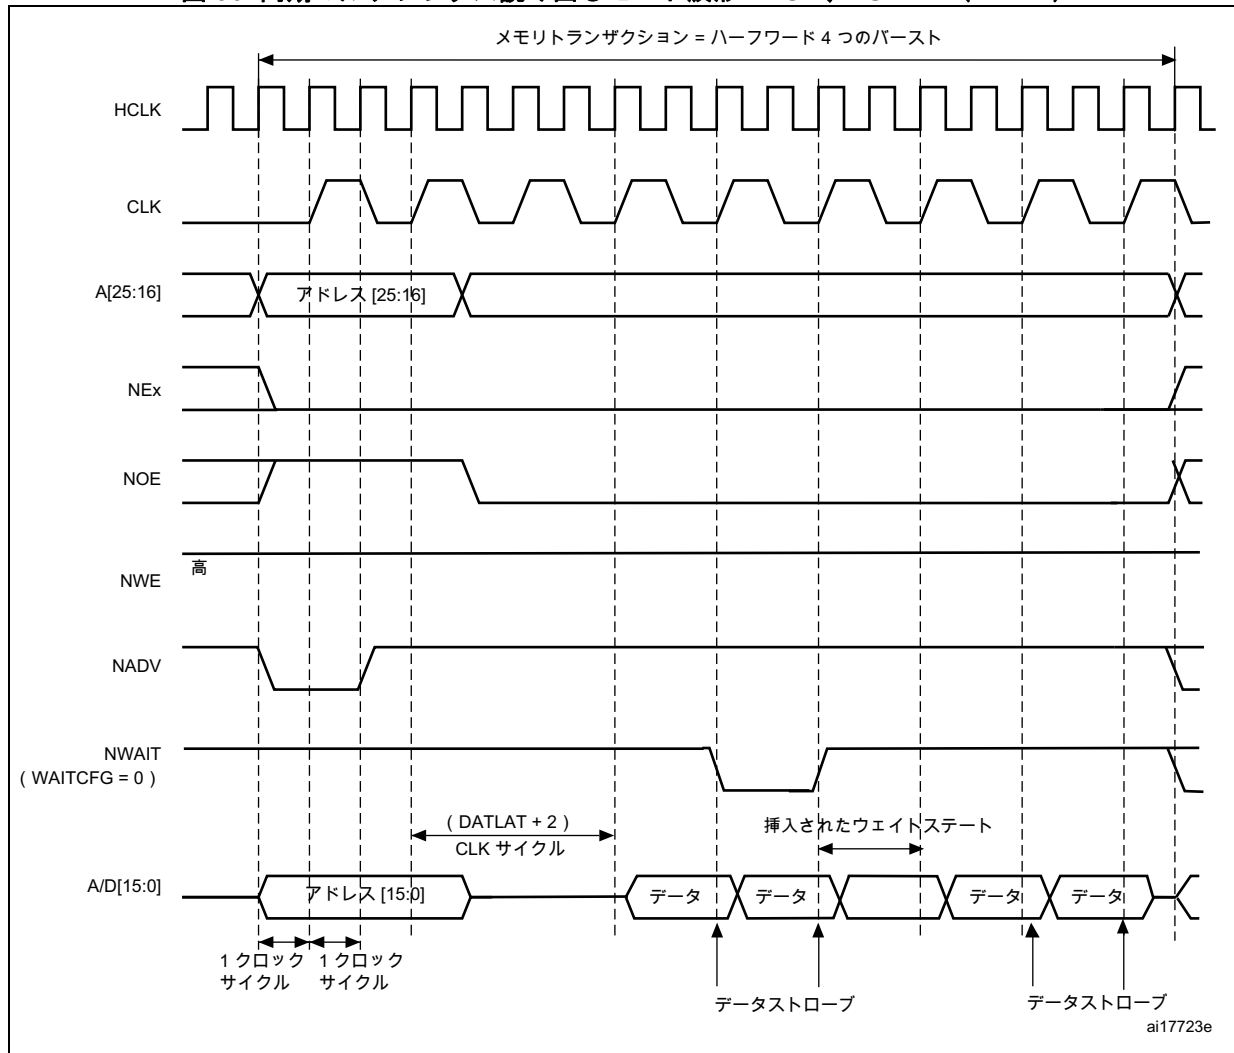 メモリトランザクション = ハーフワード 4 つのバースト
HCLK
CLK
A[25:16]
アドレス [25:16]
NEx
NOE
NWE
高
NADV
NWAIT
( WAITCFG = 0 )
( DATLAT + 2 )
CLK サイクル
挿入されたウェイトステート
A/D[15:0]
アドレス [15:0]
データ
データ
データ
データ
1 クロック
サイクル
1 クロック
サイクル
データストローブ
データストローブ
ai17723e